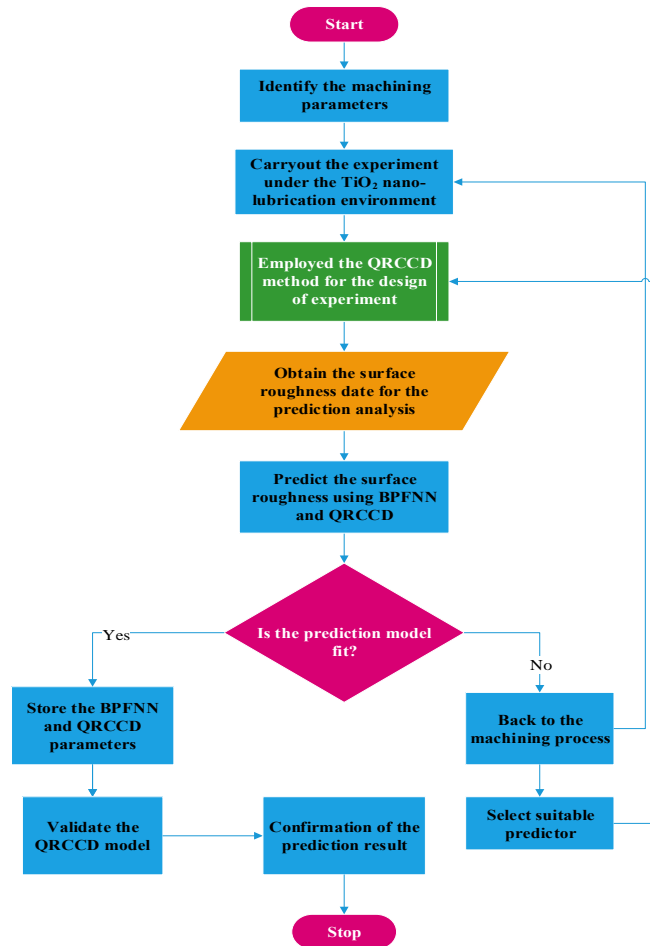 Start
Identify the machining
parameters
Carryout the experiment
under the TiO₂ nano-
lubrication environment
Employed the QRCCD
method for the design
of experiment
Obtain the surface
roughness date for the
prediction analysis
Predict the surface
roughness using BPFNN
and QRCCD
Is the prediction model
fit?
Yes
No
Store the BPFNN
and QRCCD
parameters
Back to the
machining process
Validate the
QRCCD model
Confirmation of the
prediction result
Select suitable
predictor
Stop